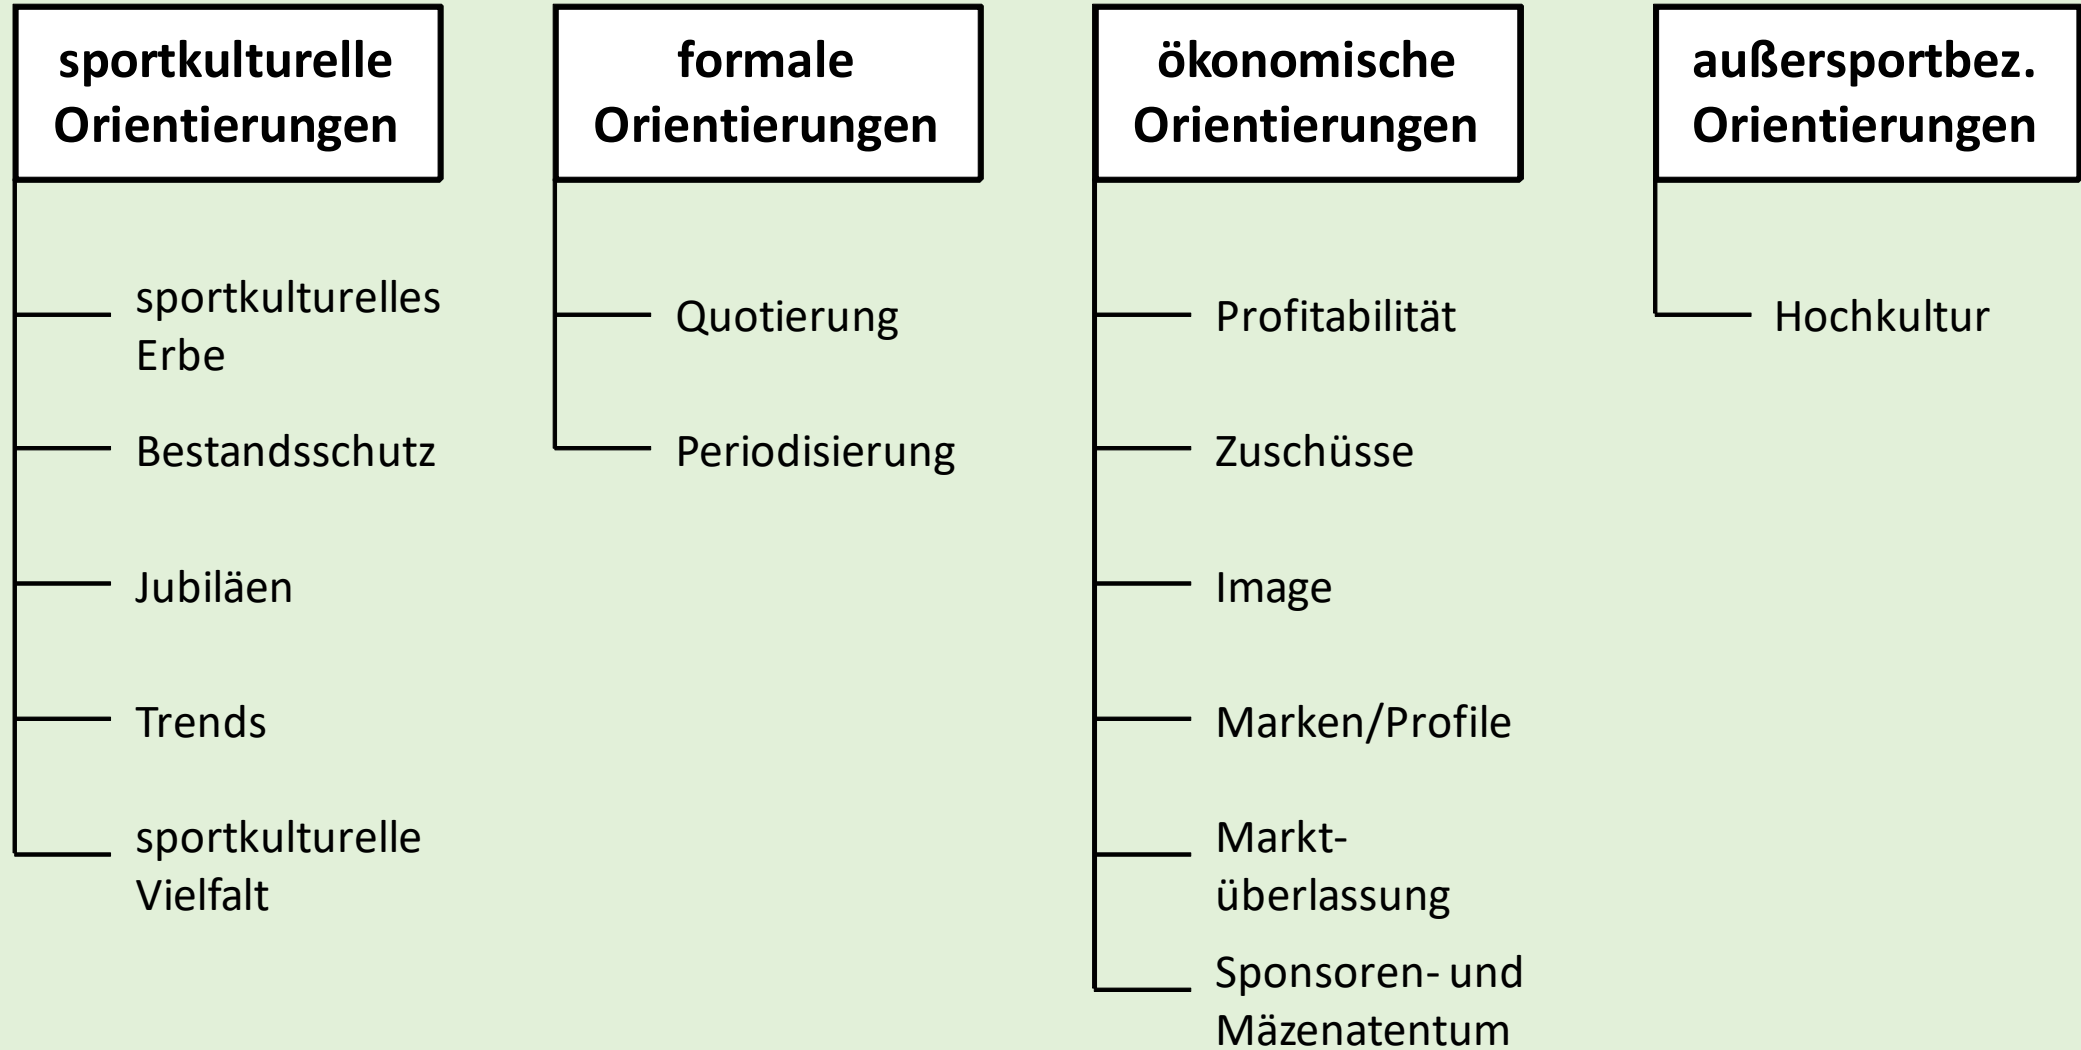 sportkulturelle
Orientierungen
sportkulturelles
Erbe
Bestandsschutz
Jubiläen
Trends
sportkulturelle
Vielfalt
formale
Orientierungen
Quotierung
Periodisierung
ökonomische
Orientierungen
Profitabilität
Zuschüsse
Image
Marken/Profile
Markt-
überlassung
Sponsoren- und
Mäzenatentum
außersportbez.
Orientierungen
Hochkultur